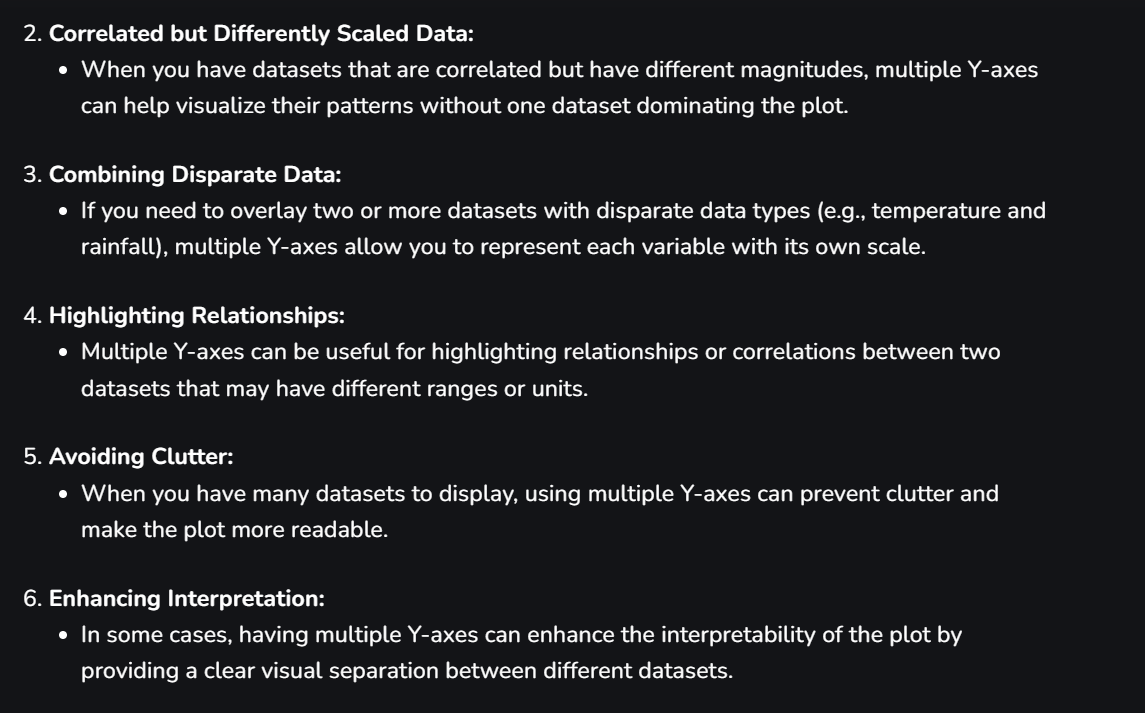 2. Correlated but Differently Scaled Data:
• When you have datasets that are correlated but have different magnitudes, multiple Y-axes
can help visualize their patterns without one dataset dominating the plot.
3. Combining Disparate Data:
• If you need to overlay two or more datasets with disparate data types (e.g., temperature and
rainfall), multiple Y-axes allow you to represent each variable with its own scale.
4. Highlighting Relationships:
• Multiple Y-axes can be useful for highlighting relationships or correlations between two
datasets that may have different ranges or units.
5. Avoiding Clutter:
• When you have many datasets to display, using multiple Y-axes can prevent clutter and
make the plot more readable.
6. Enhancing Interpretation:
• In some cases, having multiple Y-axes can enhance the interpretability of the plot by
providing a clear visual separation between different datasets.